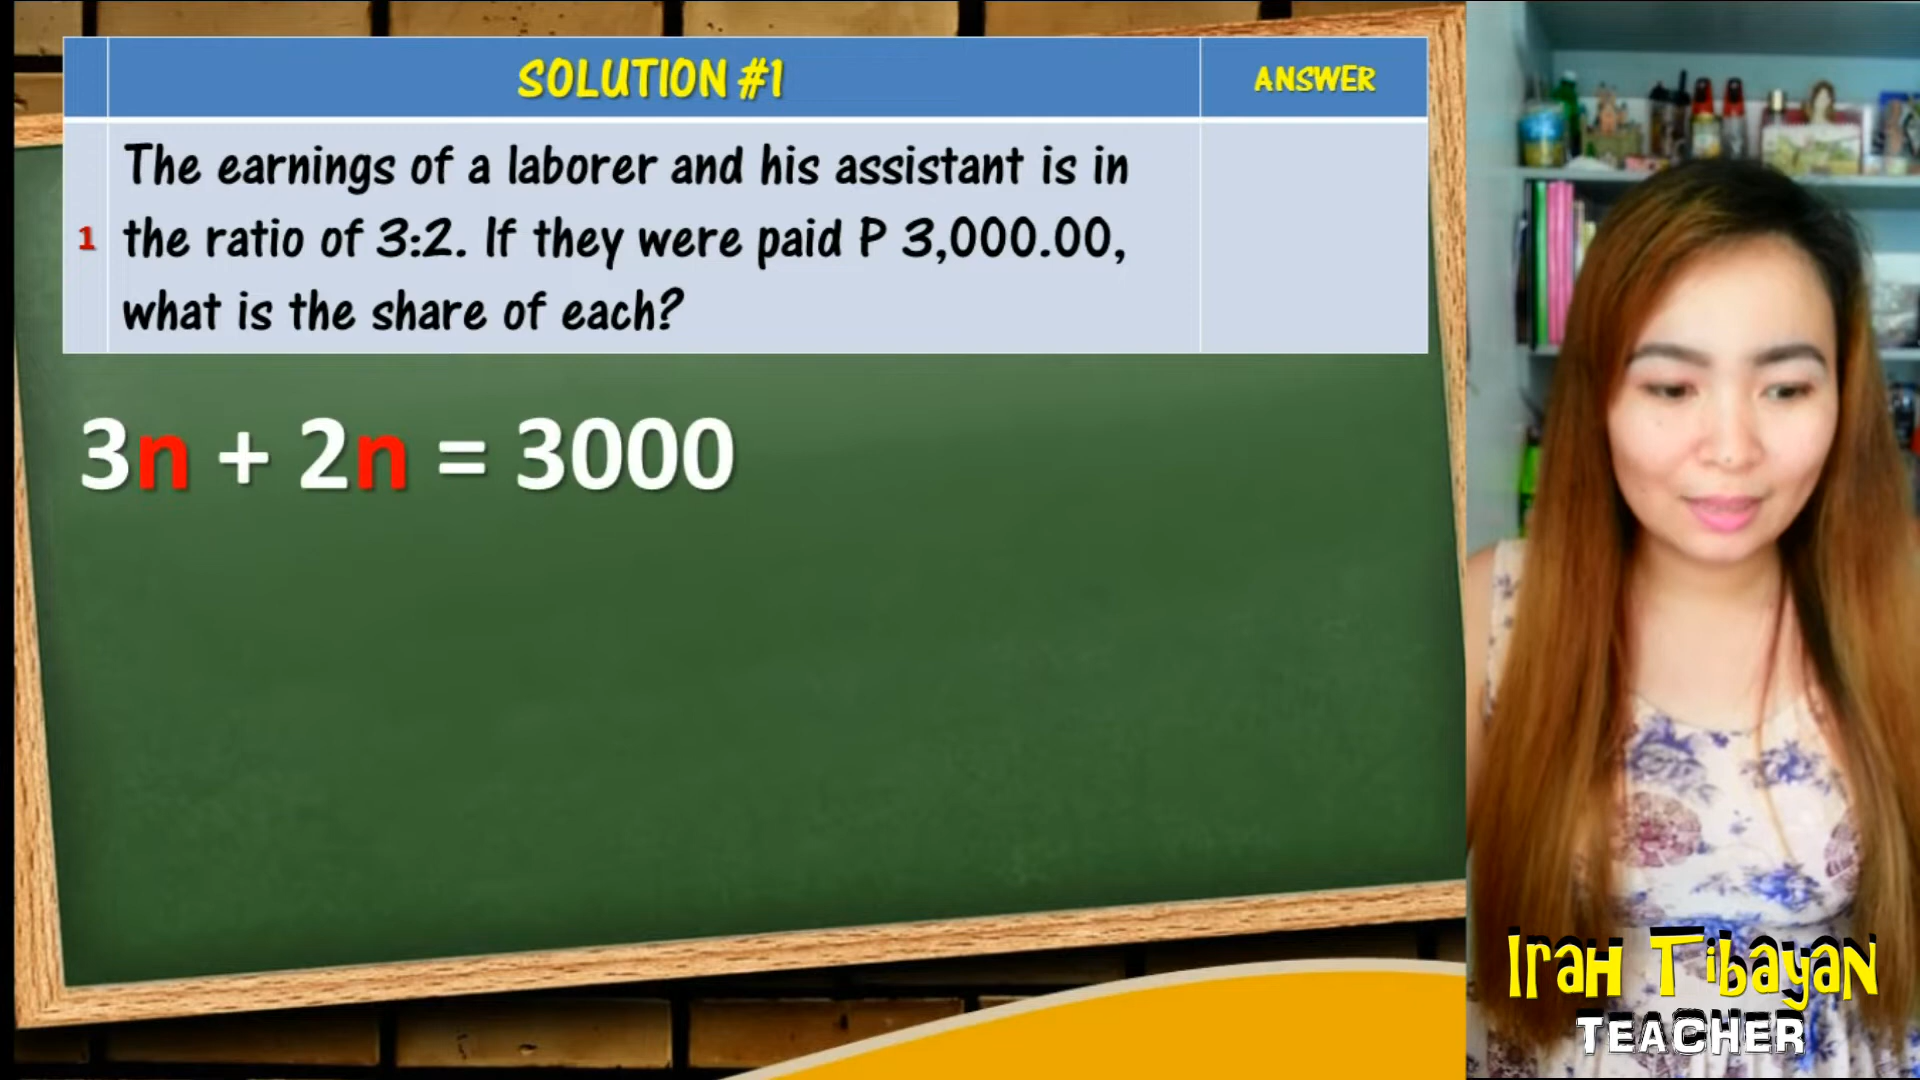 SOLUTION #1
ANSWER
1
The earnings of a laborer and his assistant is in
the ratio of 3:2. If they were paid P 3,000.00,
what is the share of each?
3n + 2n = 3000
IraH TibayaN
TEACHER